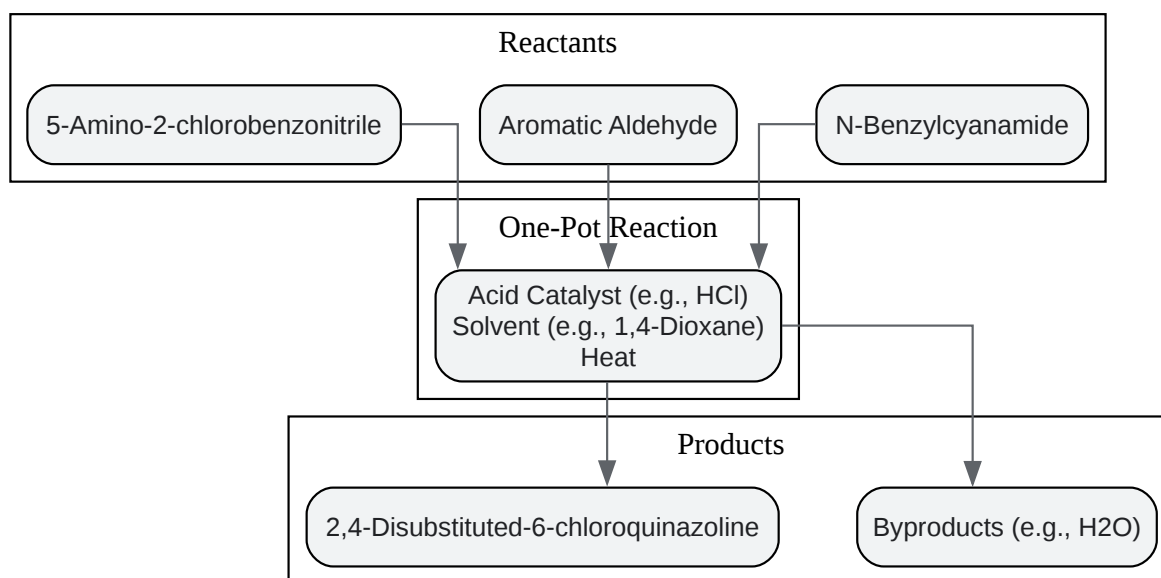 Reactants
5-Amino-2-chlorobenzonitrile
Aromatic Aldehyde
N-Benzylcyanamide
One-Pot Reaction
Acid Catalyst (e.g., HCl)
Solvent (e.g., 1,4-Dioxane)
Heat
Products
2,4-Disubstituted-6-chloroquinazoline
Byproducts (e.g., H2O)